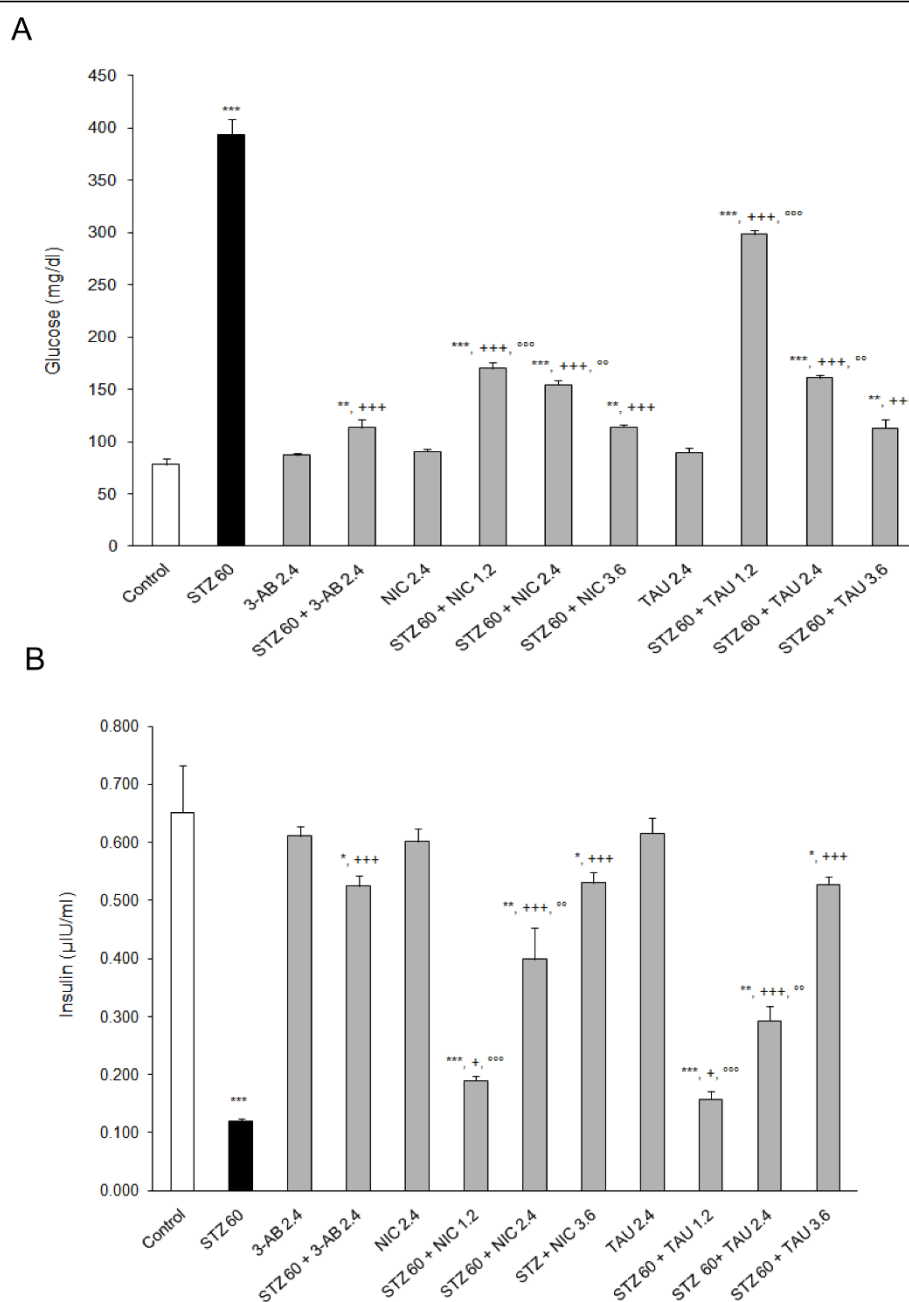 A
450
400
350
300
250
200
150
100
50
0
Glucose (mg/dl)
***
**, +++
***, +++, °°°
***, +++, °°
**, +++
***, +++, °°°
***, +++, °°
**, ++
Control
STZ 60
3-AB 2.4
STZ 60 + 3-AB 2.4
NIC 2.4
STZ 60 + NIC 1.2
STZ 60 + NIC 2.4
STZ 60 + NIC 3.6
TAU 2.4
STZ 60 + TAU 1.2
STZ 60 + TAU 2.4
STZ 60 + TAU 3.6
B
0.800
0.700
0.600
0.500
0.400
0.300
0.200
0.100
0.000
Insulin (µIU/ml)
***
*, +++
***, +, °°°
**, +++, °°
*, +++
***, +, °°°
**, +++, °°
*, +++
Control
STZ 60
3-AB 2.4
STZ 60 + 3-AB 2.4
NIC 2.4
STZ 60 + NIC 1.2
STZ 60 + NIC 2.4
STZ + NIC 3.6
TAU 2.4
STZ 60 + TAU 1.2
STZ 60+ TAU 2.4
STZ 60 + TAU 3.6